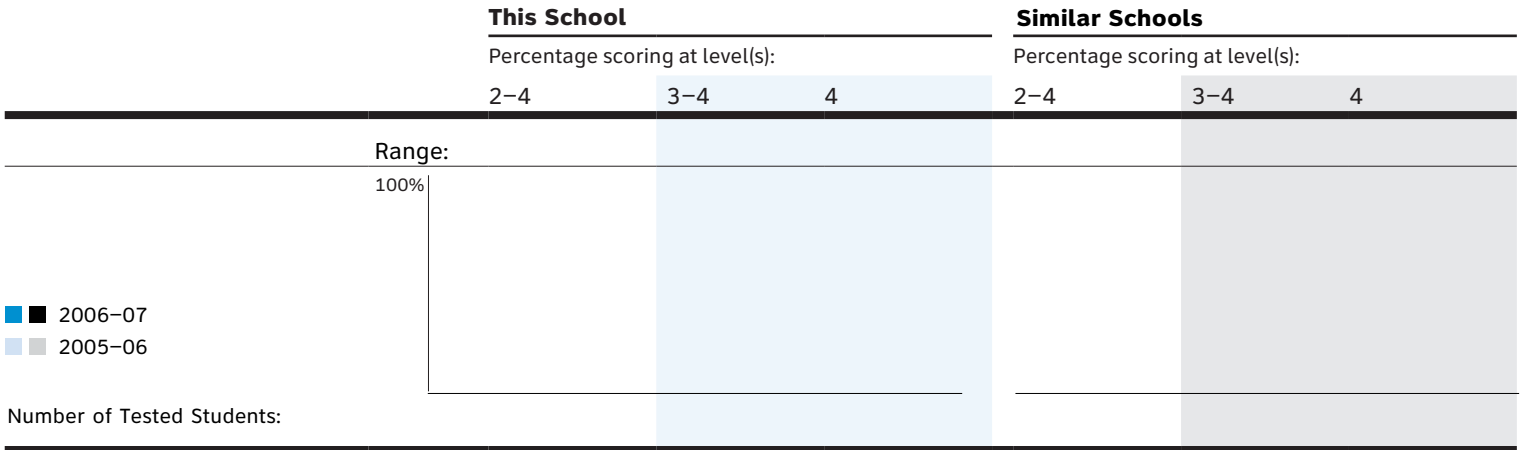 This School Similar Schools
Percentage scoring at level(s): Percentage scoring at level(s):
2–4 3–4 4 2–4 3–4 4
Range:
100%
2006–07
2005–06
Number of Tested Students: